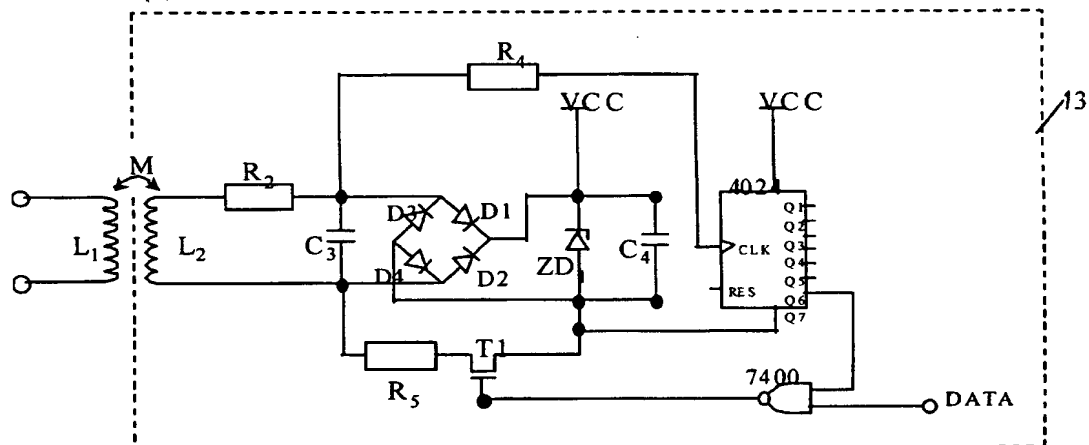 R4
VCC
VCC
13
M
R2
4024
L1
L2
C3
D3
D1
D4
D2
ZD1
C4
CLK
RES
Q1
Q2
Q3
Q4
Q5
Q6
Q7
T1
R5
7400
DATA